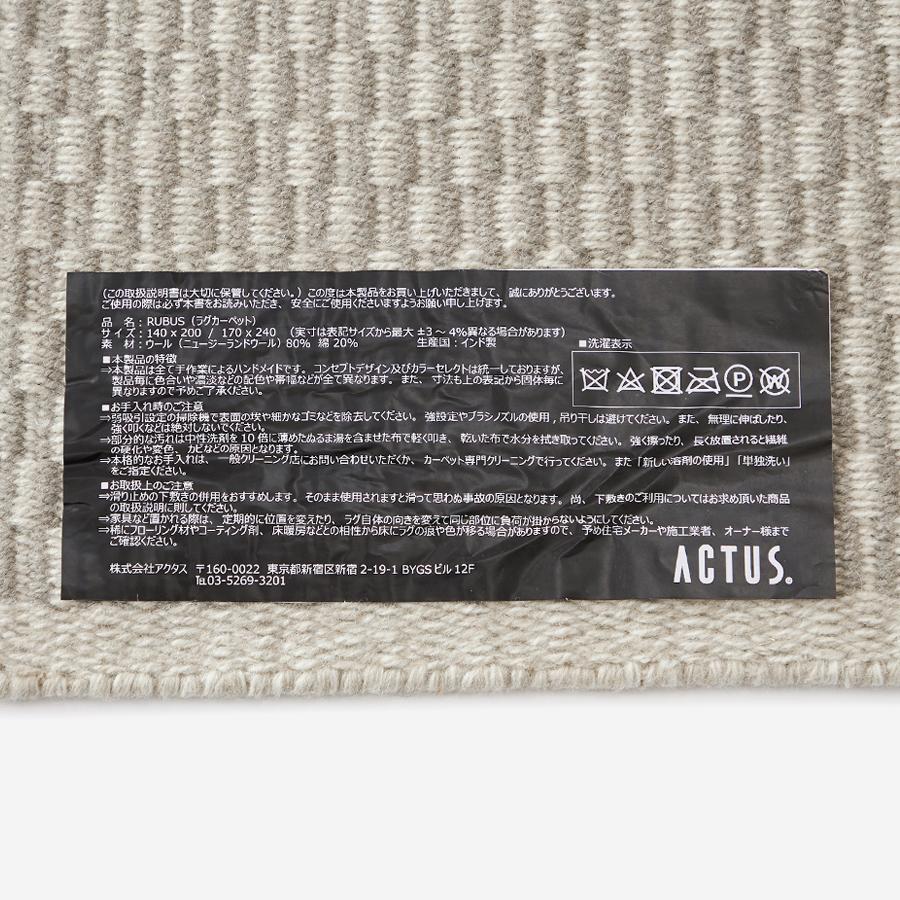 (この取扱説明書は大切に保管してください。) この度は本製品をお買い上げいただきまして、誠にありがとうございます。
ご使用の際は必ず本書をお読みいただき、安全にご使用くださいますようお願い申し上げます。
品 名:RUBUS (ラグカーペット)
サイズ:140 x 200 / 170 x 240 (実寸は表記サイズから最大 ±3~4%異なる場合があります)
素 材:ウール (ニュージーランドウール) 80% 綿 20% 生産国:インド製
■洗濯表示
P
W
■本製品の特徴
⇒本製品は全て手作業によるハンドメイドです。コンセプトデザイン及びカラーセレクトは統一しておりますが、
製品毎に色合いや濃淡などの配色や帯幅などが全て異なります。また、寸法も上の表記から固体毎に
異なりますので予めご了承ください。
■お手入れ時のご注意
⇒弱吸引設定の掃除機で表面の埃や細かなゴミなどを除去してください。強設定やブラシノズルの使用,吊り干しは避けてください。また、無理に伸ばしたり、
強く叩くなどは絶対しないでください。
⇒部分的な汚れは中性洗剤を 10 倍に薄めたぬるま湯を含ませた布で軽く叩き、乾いた布で水分を拭き取ってください。強く擦ったり、長く放置されると繊維
の硬化や変色、カビなどの原因となります。
⇒本格的なお手入れは、一般クリーニング店にお問い合わせいただくか、カーペット専門クリーニングで行ってください。また「新しい溶剤の使用」「単独洗い」
をご指定ください。
■お取扱上のご注意
⇒滑り止めの下敷きの併用をおすすめします。そのまま使用されますと滑って思わぬ事故の原因となります。尚、下敷きのご利用についてはお求め頂いた商品
の取扱説明に則してください。
⇒家具など置かれる際は、定期的に位置を変えたり、ラグ自体の向きを変えて同じ部位に負荷が掛からないようにしてください。
⇒稀にフローリング材やコーティング剤、床暖房などとの相性から床にラグの痕や色が移る場合がありますので、予め住宅メーカーや施工業者、オーナー様まで
ご確認ください。
株式会社アクタス 〒160-0022 東京都新宿区新宿 2-19-1 BYGS ビル 12F
℡03-5269-3201
ACTUS.